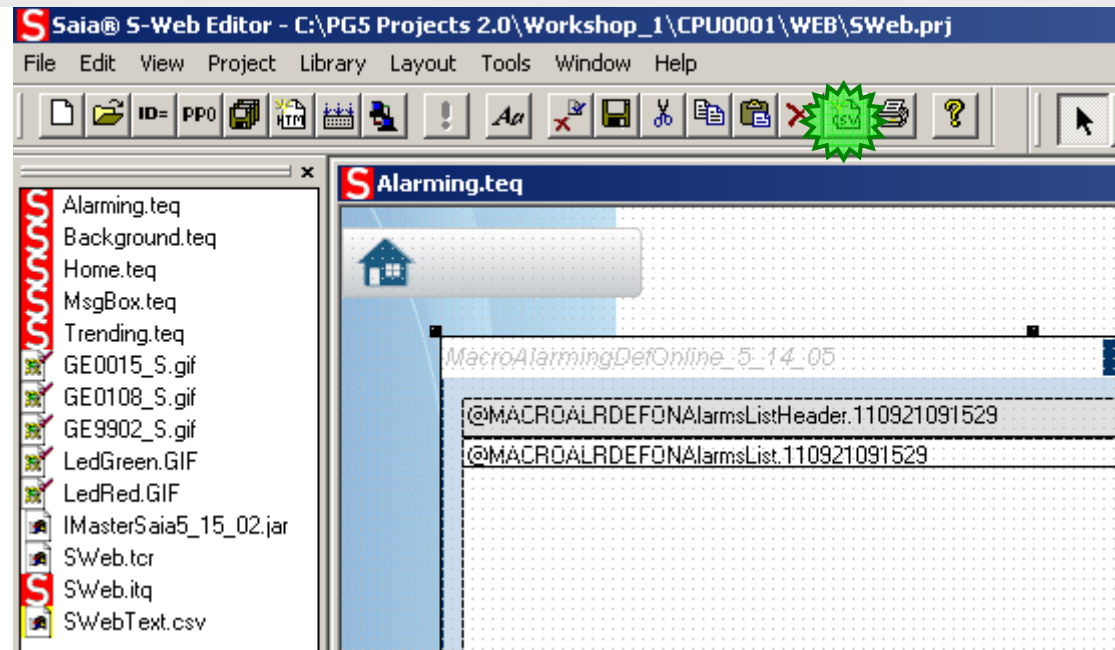 S Saia® S-Web Editor - C:\PG5 Projects 2.0\Workshop_1\CPU0001\WEB\SWeb.prj
File Edit View Project Library Layout Tools Window Help
ID= PP0 HTM ! Aa CSV ?
S Alarming.teq
S Alarming.teq
S Background.teq
S Home.teq
S MsgBox.teq
S Trending.teq
GE0015_S.gif
GE0108_S.gif
GE9902_S.gif
LedGreen.GIF
LedRed.GIF
IMasterSaia5_15_02.jar
SWeb.tcr
S SWeb.itq
SWebText.csv
MacroAlarmingDefOnline_5_14_05
@MACROALRDEFONAlarmsListHeader.110921091529
@MACROALRDEFONAlarmsList.110921091529